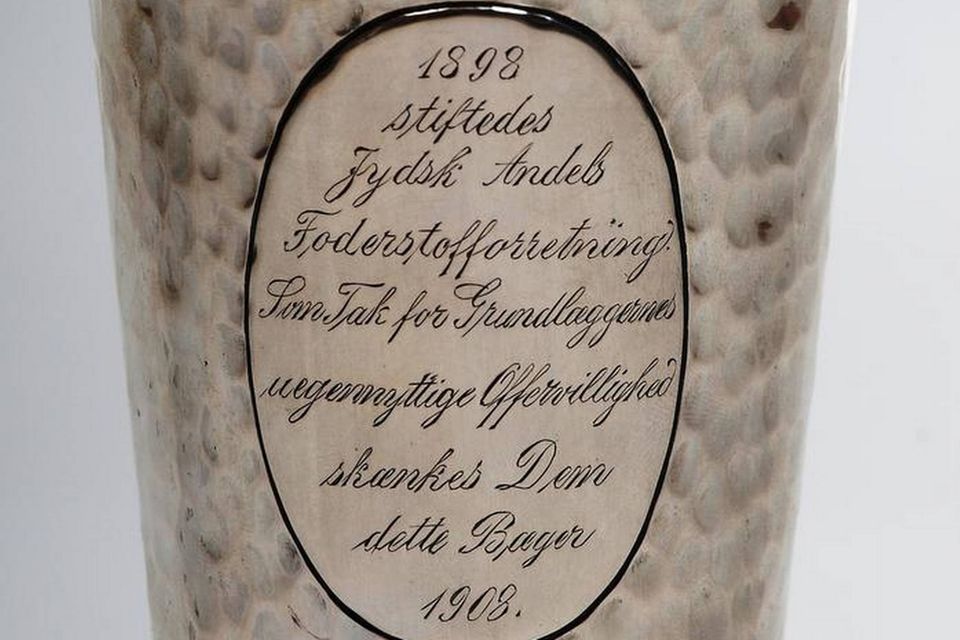 1898
stiftedes
Jydsk Andels
Foderstofforretning.
Som Tak for Grundlæggernes
uegennyttige Offervillighed
skænkes Dem
dette Bæger
1908.